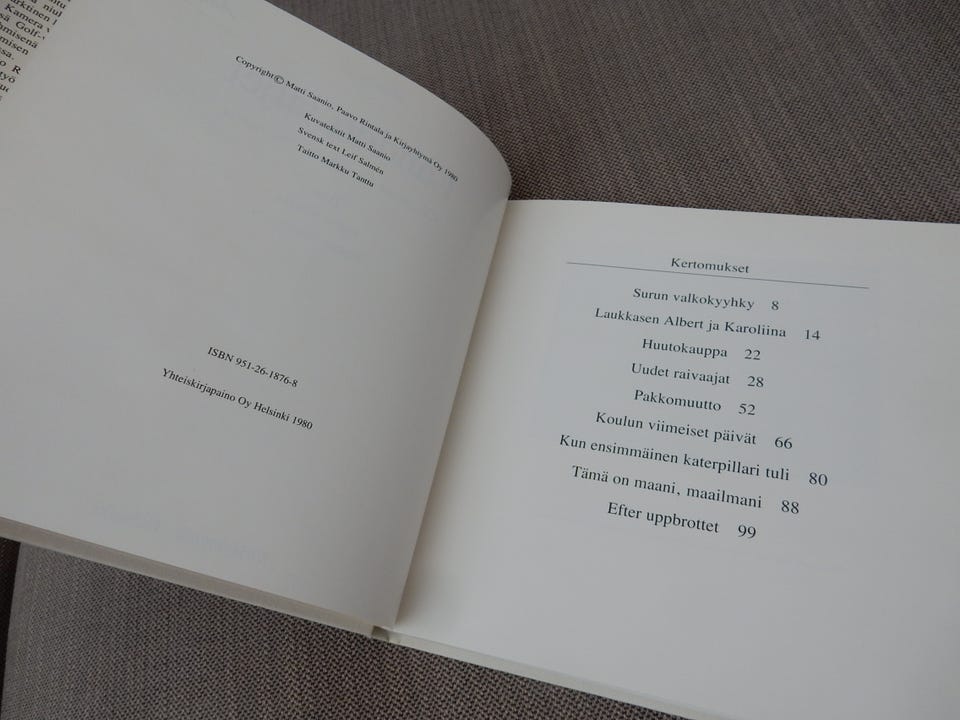 Copyright© Matti Saanio, Paavo Rintala ja Kirjayhtymä Oy 1980
Kuvatekstit Matti Saanio
Svensk text Leif Salmén
Taitto Markku Tanttu
ISBN 951-26-1876-8
Yhteiskirjapaino Oy Helsinki 1980
Kertomukset
Surun valkokyyhky 8
Laukkasen Albert ja Karoliina 14
Huutokauppa 22
Uudet raivaajat 28
Pakkomuutto 52
Koulun viimeiset päivät 66
Kun ensimmäinen katerpillari tuli 80
Tämä on maani, maailmani 88
Efter uppbrottet 99